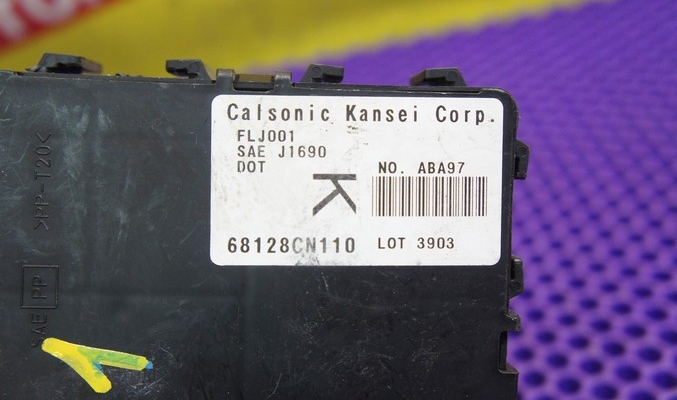 Calsonic Kansei Corp.
FLJ001
SAE J1690
DOT
NO. ABA97
K
68128CN110
LOT 3903
>PP-T20<
SAE PP